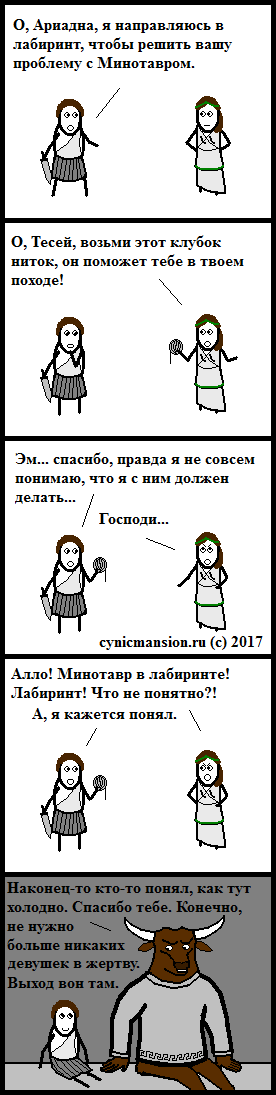 О, Ариадна, я направляюсь в
лабиринт, чтобы решить вашу
проблему с Минотавром.
О, Тесей, возьми этот клубок
ниток, он поможет тебе в твоем
походе!
Эм... спасибо, правда я не совсем
понимаю, что я с ним должен
делать...
Господи...
cynicmansion.ru (c) 2017
Алло! Минотавр в лабиринте!
Лабиринт! Что не понятно?!
А, я кажется понял.
Наконец-то кто-то понял, как тут
холодно. Спасибо тебе. Конечно,
не нужно
больше никаких
девушек в жертву.
Выход вон там.